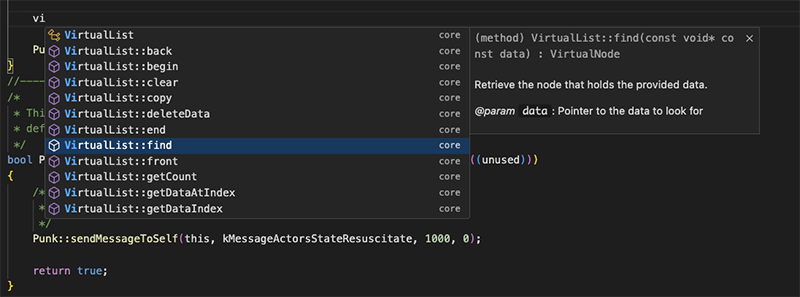 vi
VirtualList core
Pu VirtualList::back core
VirtualList::begin core
} VirtualList::clear core
//---- VirtualList::copy core
/* VirtualList::deleteData core
* Thi VirtualList::end core
* def VirtualList::find core
*/ VirtualList::front core
bool P VirtualList::getCount core ((unused)))
{ VirtualList::getDataAtIndex core
/* VirtualList::getDataIndex core
*
*/
(method) VirtualList::find(const void* co
nst data) : VirtualNode
Retrieve the node that holds the provided data.
@param data: Pointer to the data to look for
Punk::sendMessageToSelf(this, kMessageActorsStateResuscitate, 1000, 0);
return true;
}